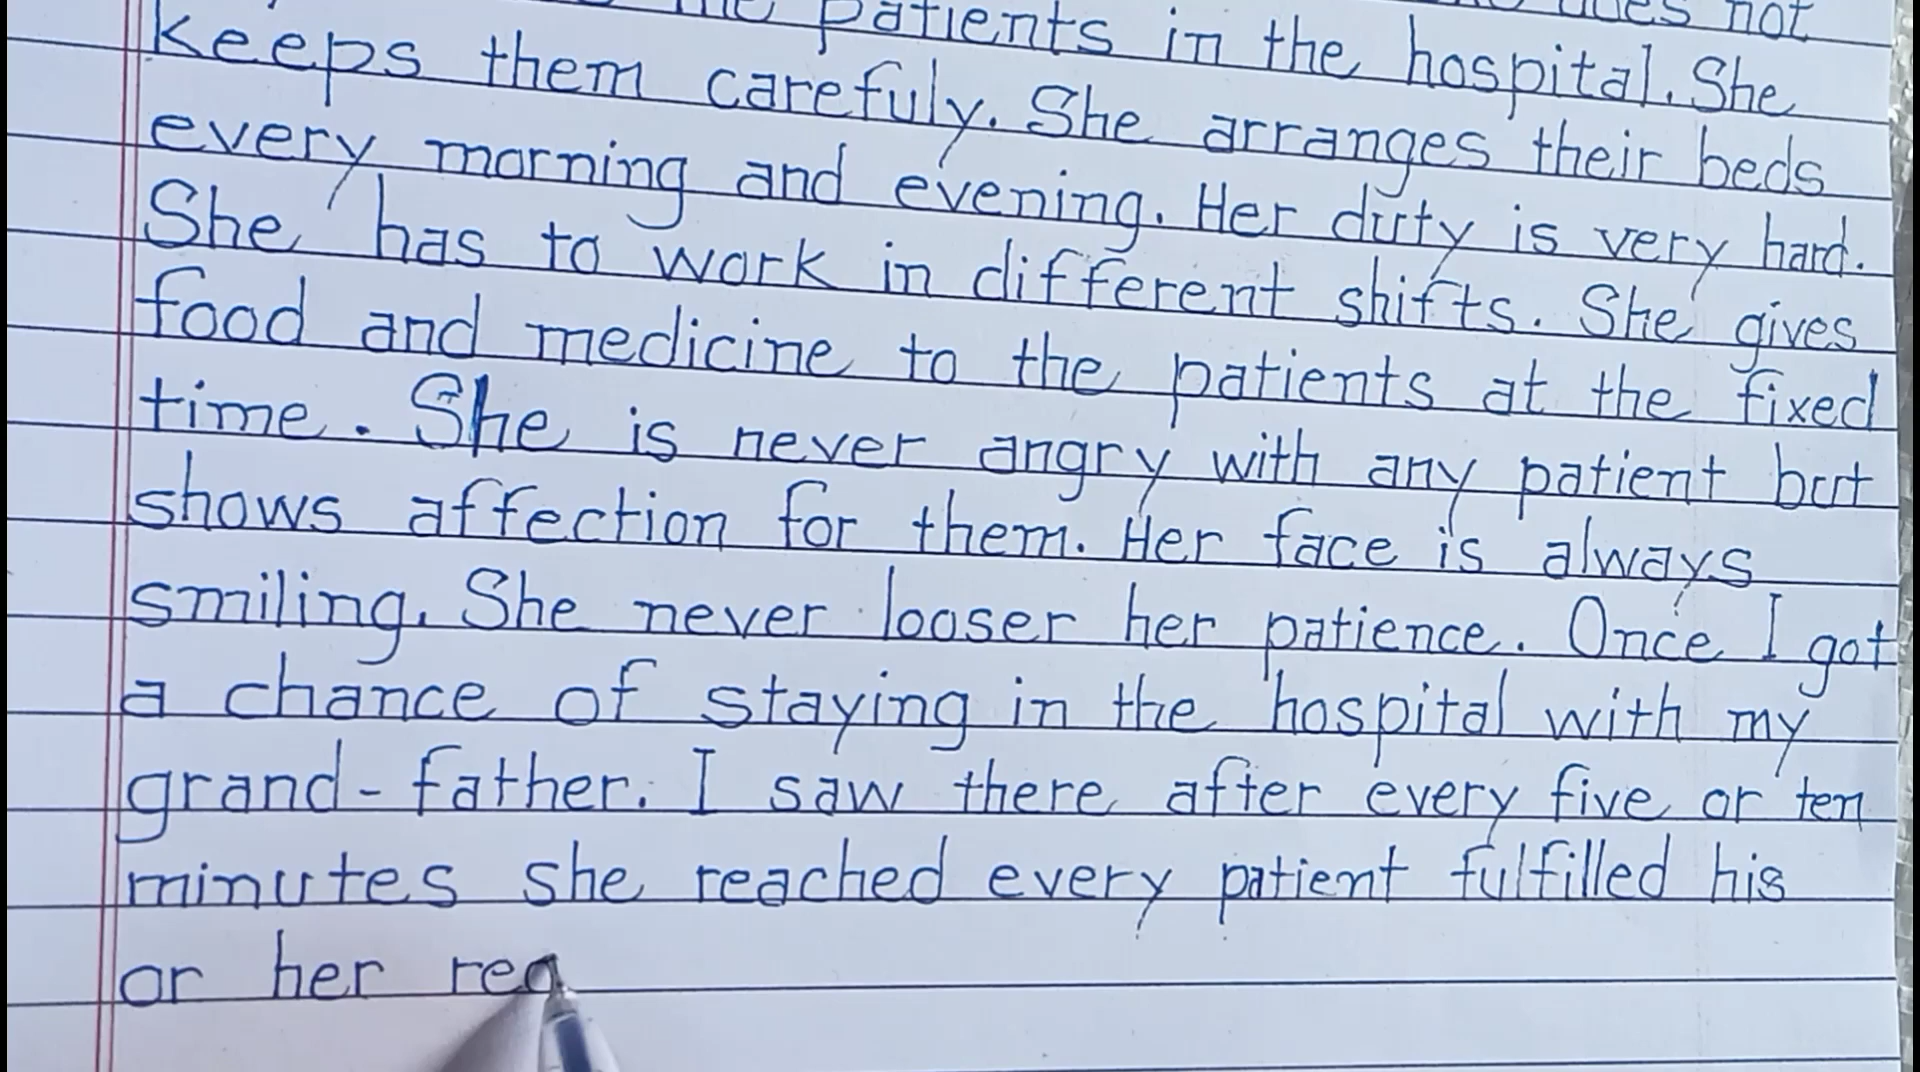 patients in the hospital. She does not
keeps them carefuly. She arranges their beds
every morning and evening. Her duty is very hard.
She has to work in different shifts. She gives
food and medicine to the patients at the fixed
time. She is never angry with any patient but
shows affection for them. Her face is always
smiling. She never looser her patience. Once I got
a chance of staying in the hospital with my
grand-father. I saw there after every five or ten
minutes she reached every patient fulfilled his
or her